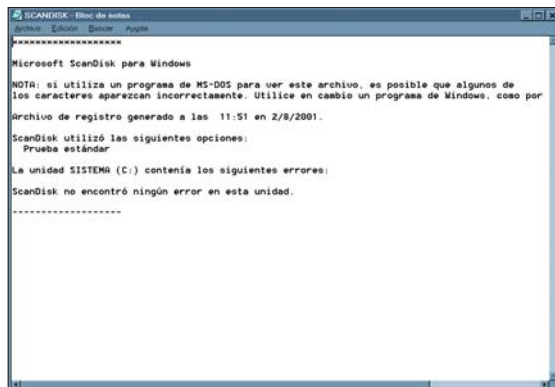 SCANDISK - Bloc de notas
Archivo Edición Buscar Ayuda
*******************
Microsoft ScanDisk para Windows
NOTA: si utiliza un programa de MS-DOS para ver este archivo, es posible que algunos de
los caracteres aparezcan incorrectamente. Utilice en cambio un programa de Windows, como por
Archivo de registro generado a las 11:51 en 2/8/2001.
ScanDisk utilizó las siguientes opciones:
Prueba estándar
La unidad SISTEMA (C:) contenía los siguientes errores:
ScanDisk no encontró ningún error en esta unidad.
-------------------